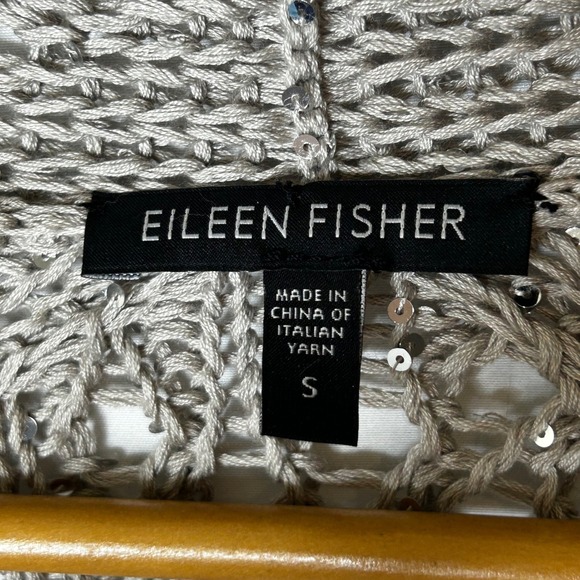 EILEEN FISHER
MADE IN
CHINA OF
ITALIAN
YARN
S